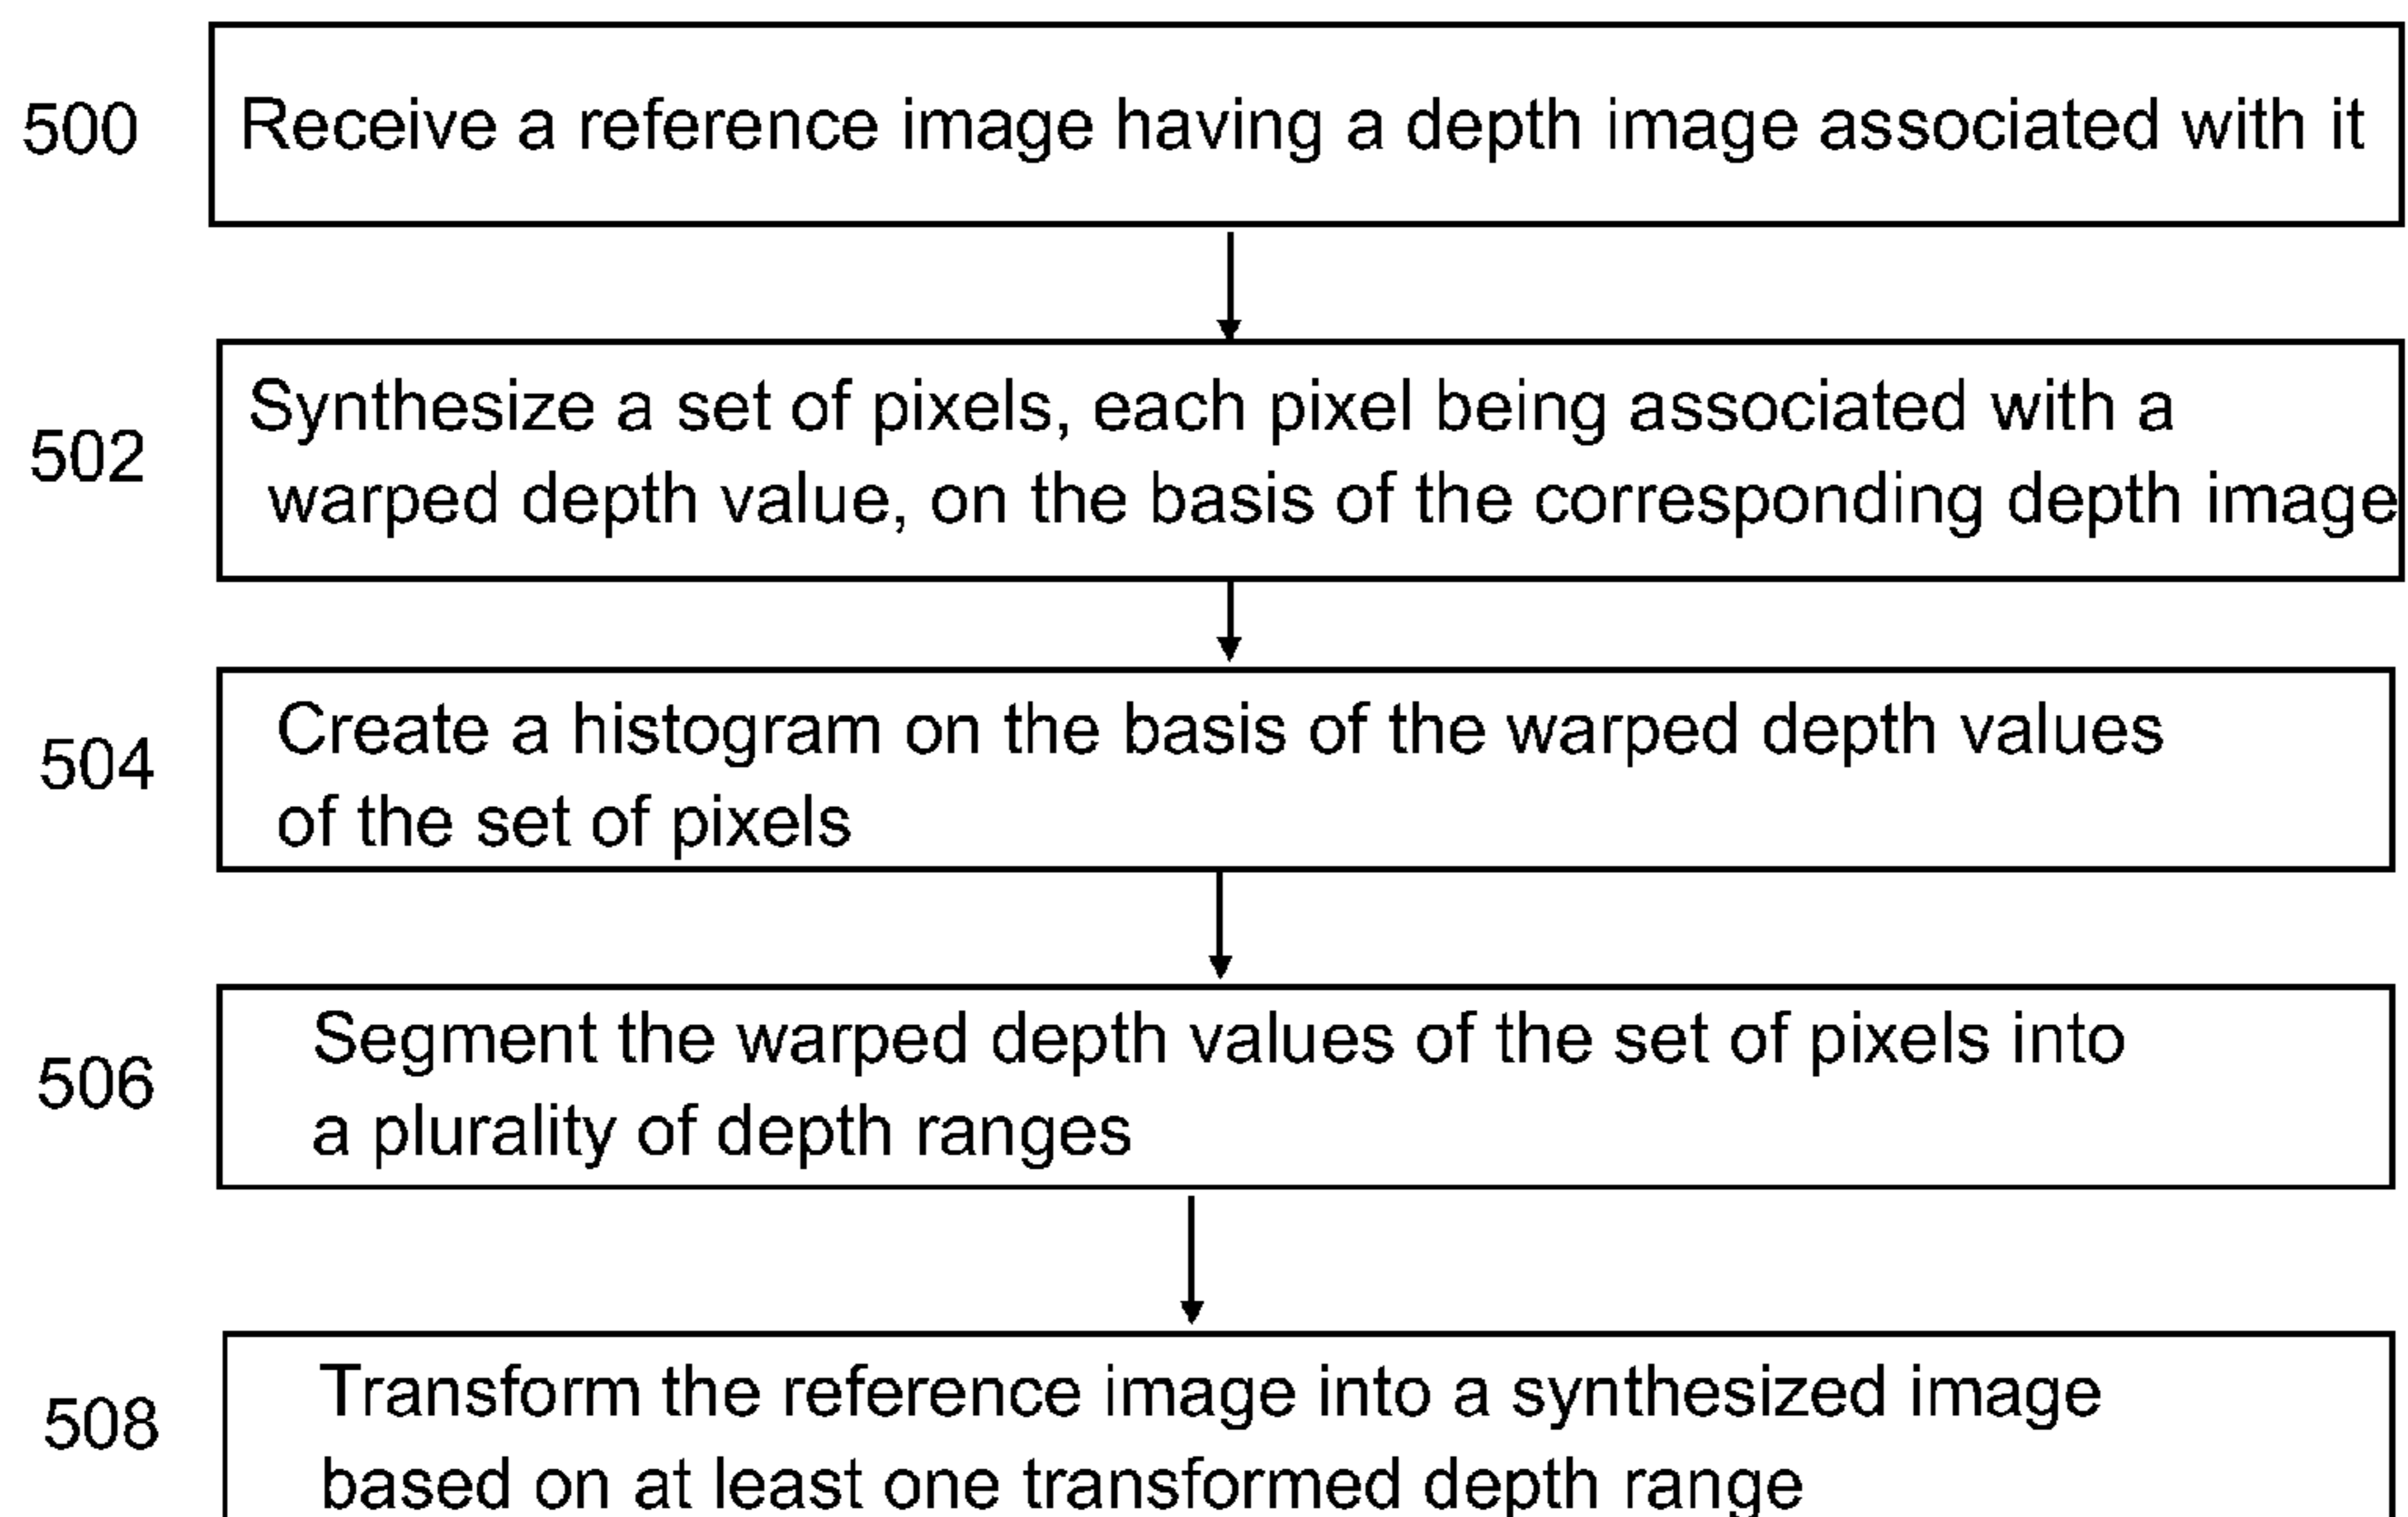 500
Receive a reference image having a depth image associated with it
502
Synthesize a set of pixels, each pixel being associated with a
warped depth value, on the basis of the corresponding depth image
504
Create a histogram on the basis of the warped depth values
of the set of pixels
506
Segment the warped depth values of the set of pixels into
a plurality of depth ranges
508
Transform the reference image into a synthesized image
based on at least one transformed depth range